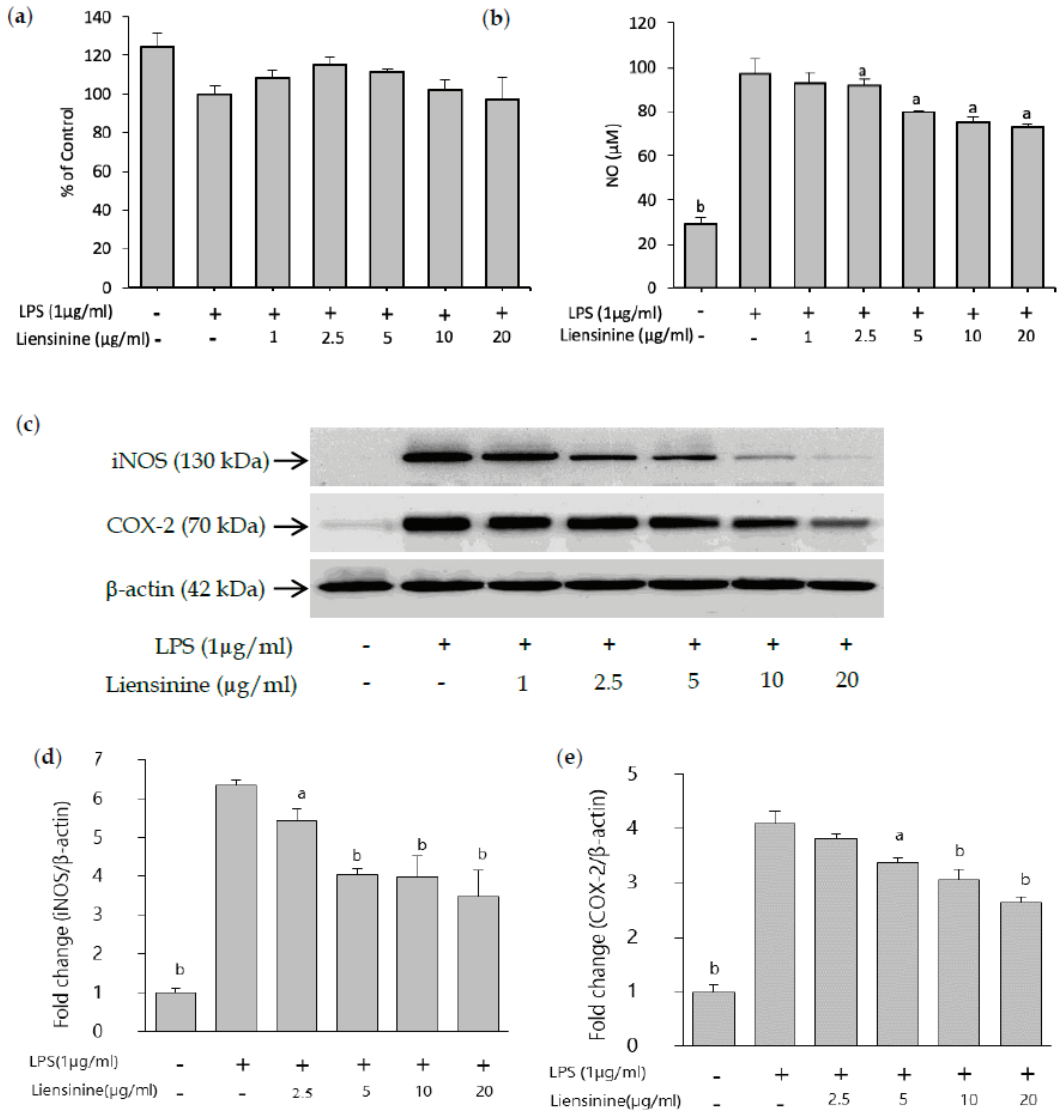 (a)
140
120
100
80
60
40
20
0
% of Control
LPS (1µg/ml) - + + + + + +
Liensinine (µg/ml) - - 1 2.5 5 10 20
(b)
120
100
80
60
40
20
0
NO (µM)
b a a a a
LPS (1µg/ml) - + + + + + +
Liensinine (µg/ml) - - 1 2.5 5 10 20
(c)
iNOS (130 kDa)
COX-2 (70 kDa)
β-actin (42 kDa)
LPS (1µg/ml) - + + + + + +
Liensinine (µg/ml) - - 1 2.5 5 10 20
(d)
7
6
5
4
3
2
1
0
Fold change (iNOS/β-actin)
b a b b b
LPS(1µg/ml) - + + + + +
Liensinine(µg/ml) - - 2.5 5 10 20
(e)
5
4
3
2
1
0
Fold change (COX-2/β-actin)
b a b b
LPS (1µg/ml) - + + + + +
Liensinine(µg/ml) - - 2.5 5 10 20